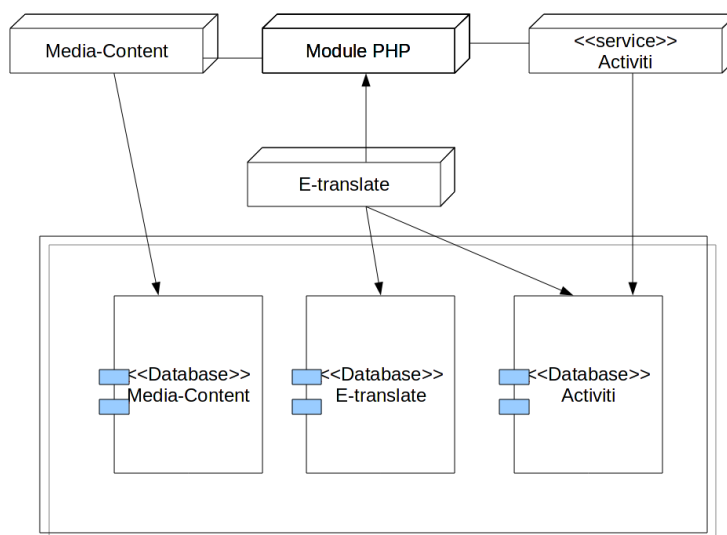 Media-Content
Module PHP
<<service>>
Activiti
E-translate
<<Database>>
Media-Content
<<Database>>
E-translate
<<Database>>
Activiti